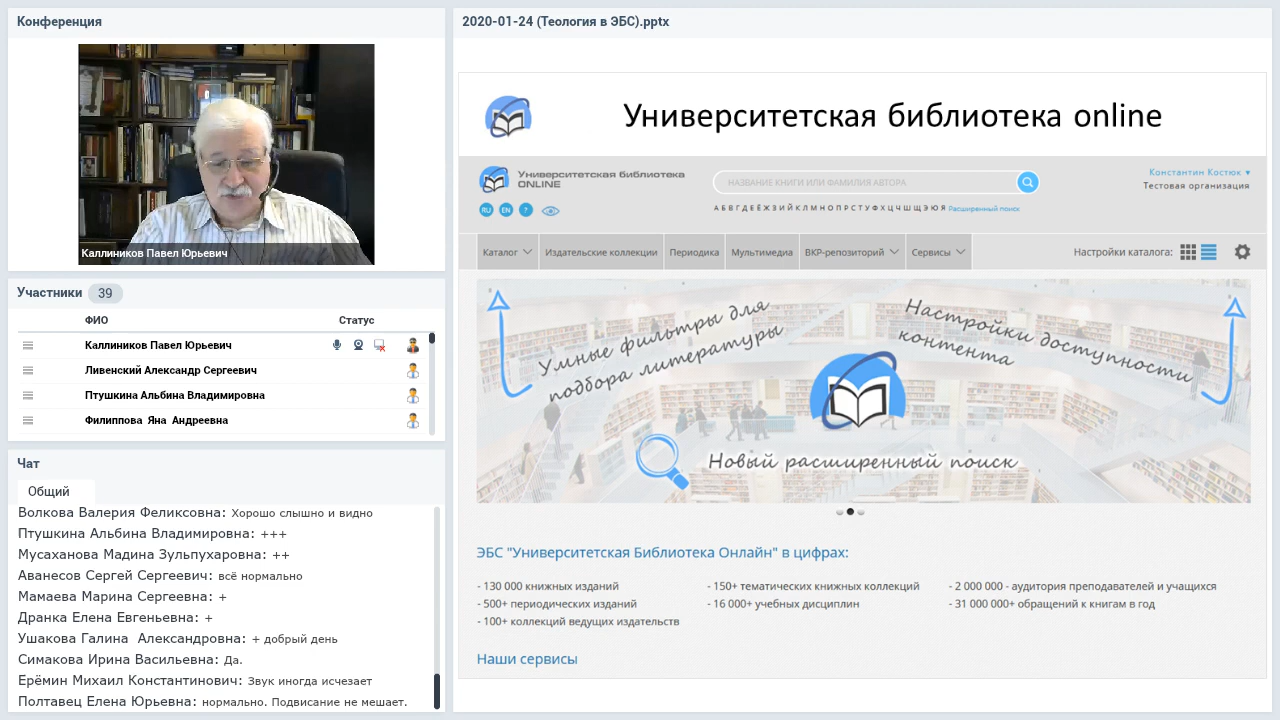 Конференция
Каллиников Павел Юрьевич
Участники 39
ФИО Статус
Каллиников Павел Юрьевич
Ливенский Александр Сергеевич
Птушкина Альбина Владимировна
Филиппова Яна Андреевна
Чат
Общий
Волкова Валерия Феликсовна: Хорошо слышно и видно
Птушкина Альбина Владимировна: +++
Мусаханова Мадина Зульпухаровна: ++
Аванесов Сергей Сергеевич: всё нормально
Мамаева Марина Сергеевна: +
Дранка Елена Евгеньевна: +
Ушакова Галина Александровна: + добрый день
Симакова Ирина Васильевна: Да.
Ерёмин Михаил Константинович: Звук иногда исчезает
Полтавец Елена Юрьевна: нормально. Подвисание не мешает.
2020-01-24 (Теология в ЭБС).pptx
Университетская библиотека online
Университетская библиотека
ONLINE
НАЗВАНИЕ КНИГИ ИЛИ ФАМИЛИЯ АВТОРА
Константин Костюк ▾
Тестовая организация
RU EN ?
А Б В Г Д Е Ё Ж З И Й К Л М Н О П Р С Т У Ф Х Ц Ч Ш Щ Э Ю Я Расширенный поиск
Каталог Издательские коллекции Периодика Мультимедиа ВКР-репозиторий Сервисы Настройки каталога:
Умные фильтры для
подбора литературы
Настройки доступности
контента
Новый расширенный поиск
ЭБС "Университетская Библиотека Онлайн" в цифрах:
- 130 000 книжных изданий
- 500+ периодических изданий
- 100+ коллекций ведущих издательств
- 150+ тематических книжных коллекций
- 16 000+ учебных дисциплин
- 2 000 000 - аудитория преподавателей и учащихся
- 31 000 000+ обращений к книгам в год
Наши сервисы